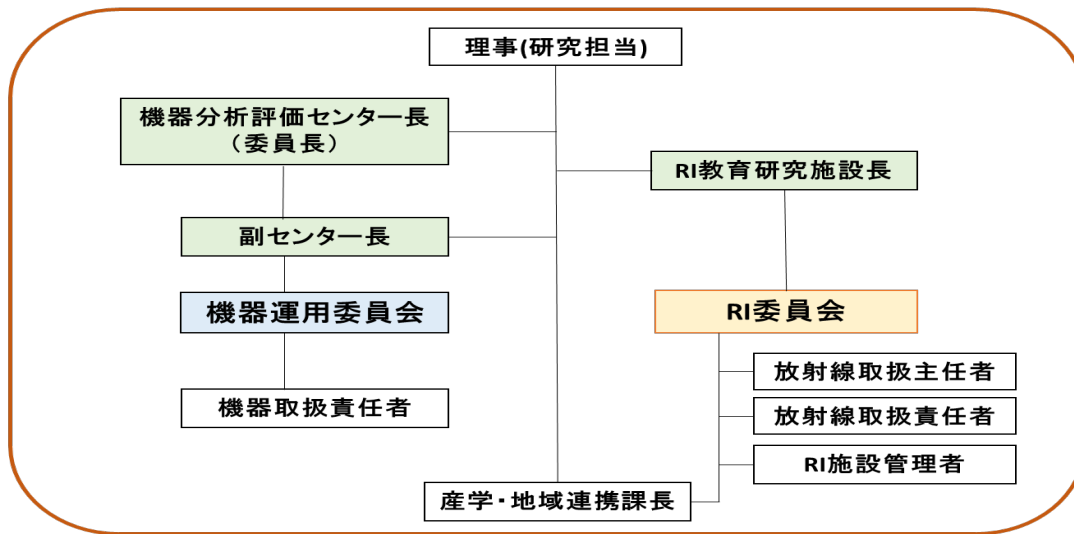 理事(研究担当)
機器分析評価センター長
（委員長）
RI教育研究施設長
副センター長
機器運用委員会
RI委員会
放射線取扱主任者
機器取扱責任者
放射線取扱責任者
RI施設管理者
産学・地域連携課長